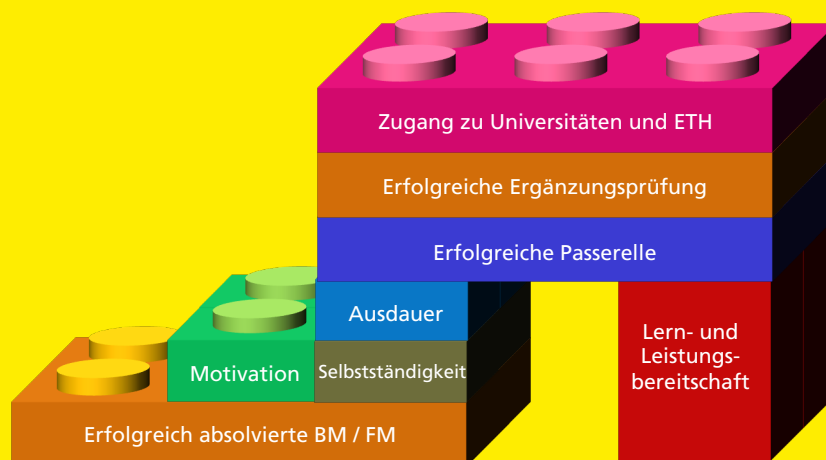 Zugang zu Universitäten und ETH
Erfolgreiche Ergänzungsprüfung
Erfolgreiche Passerelle
Ausdauer
Lern- und
Leistungs-
bereitschaft
Motivation
Selbstständigkeit
Erfolgreich absolvierte BM / FM